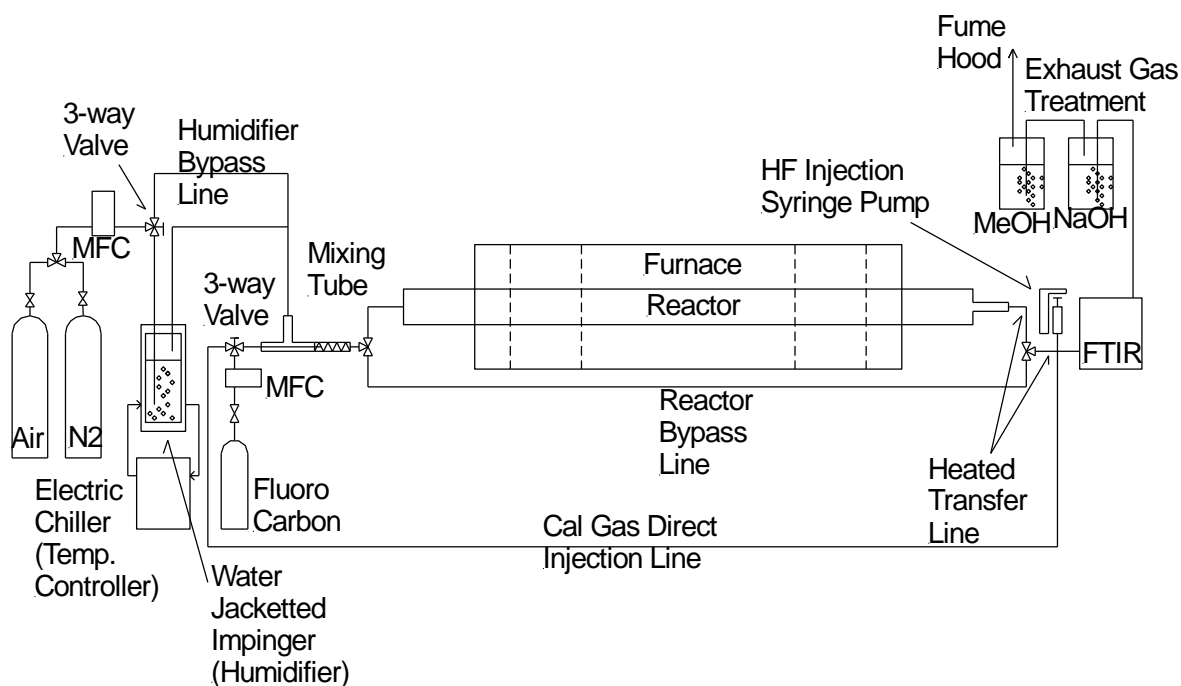 Fume
Hood
Exhaust Gas
Treatment
3-way
Valve
Humidifier
Bypass
Line
HF Injection
Syringe Pump
MeOH
NaOH
MFC
Mixing
Tube
Furnace
3-way
Valve
Reactor
FTIR
MFC
Reactor
Bypass
Line
Air
N2
Heated
Transfer
Line
Electric
Chiller
(Temp.
Controller)
Fluoro
Carbon
Cal Gas Direct
Injection Line
Water
Jacketted
Impinger
(Humidifier)